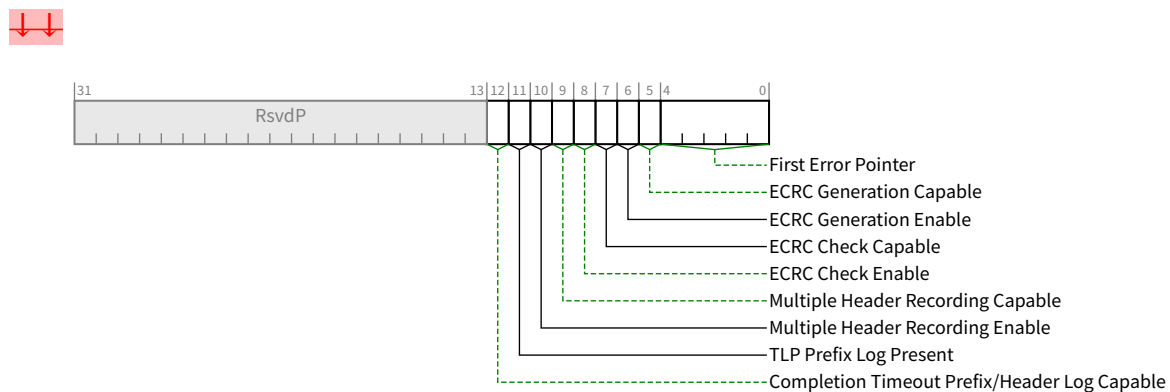 31 13 12 11 10 9 8 7 6 5 4 0
RsvdP
First Error Pointer
ECRC Generation Capable
ECRC Generation Enable
ECRC Check Capable
ECRC Check Enable
Multiple Header Recording Capable
Multiple Header Recording Enable
TLP Prefix Log Present
Completion Timeout Prefix/Header Log Capable